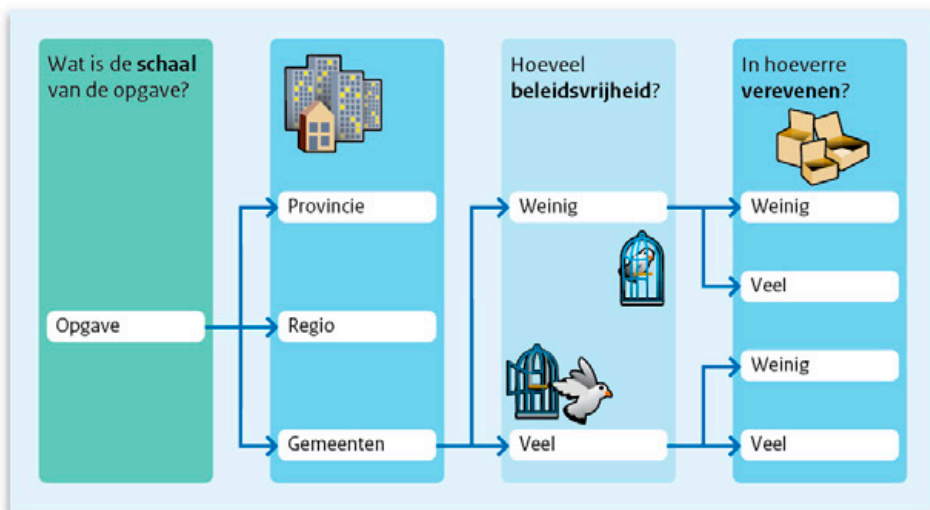 Wat is de schaal
van de opgave?
Opgave
Provincie
Regio
Gemeenten
Hoeveel
beleidsvrijheid?
Weinig
Veel
In hoeverre
verevenen?
Weinig
Veel
Weinig
Veel